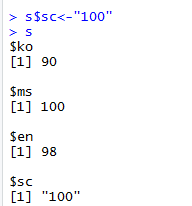 > s$sc<-"100"
> s
$ko
[1] 90
$ms
[1] 100
$en
[1] 98
$sc
[1] "100"